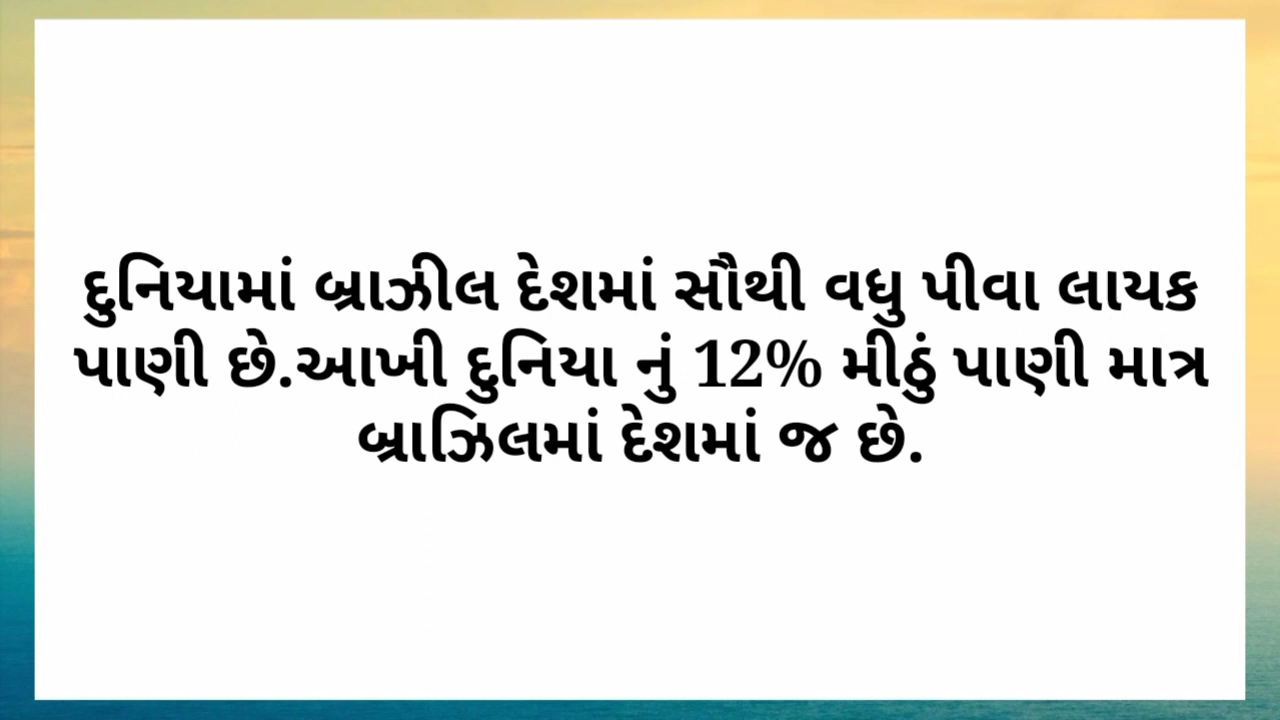 દુનિયામાં બ્રાઝીલ દેશમાં સૌથી વધુ પીવા લાયક
પાણી છે.આખી દુનિયા નું 12% મીઠું પાણી માત્ર
બ્રાઝિલમાં દેશમાં જ છે.